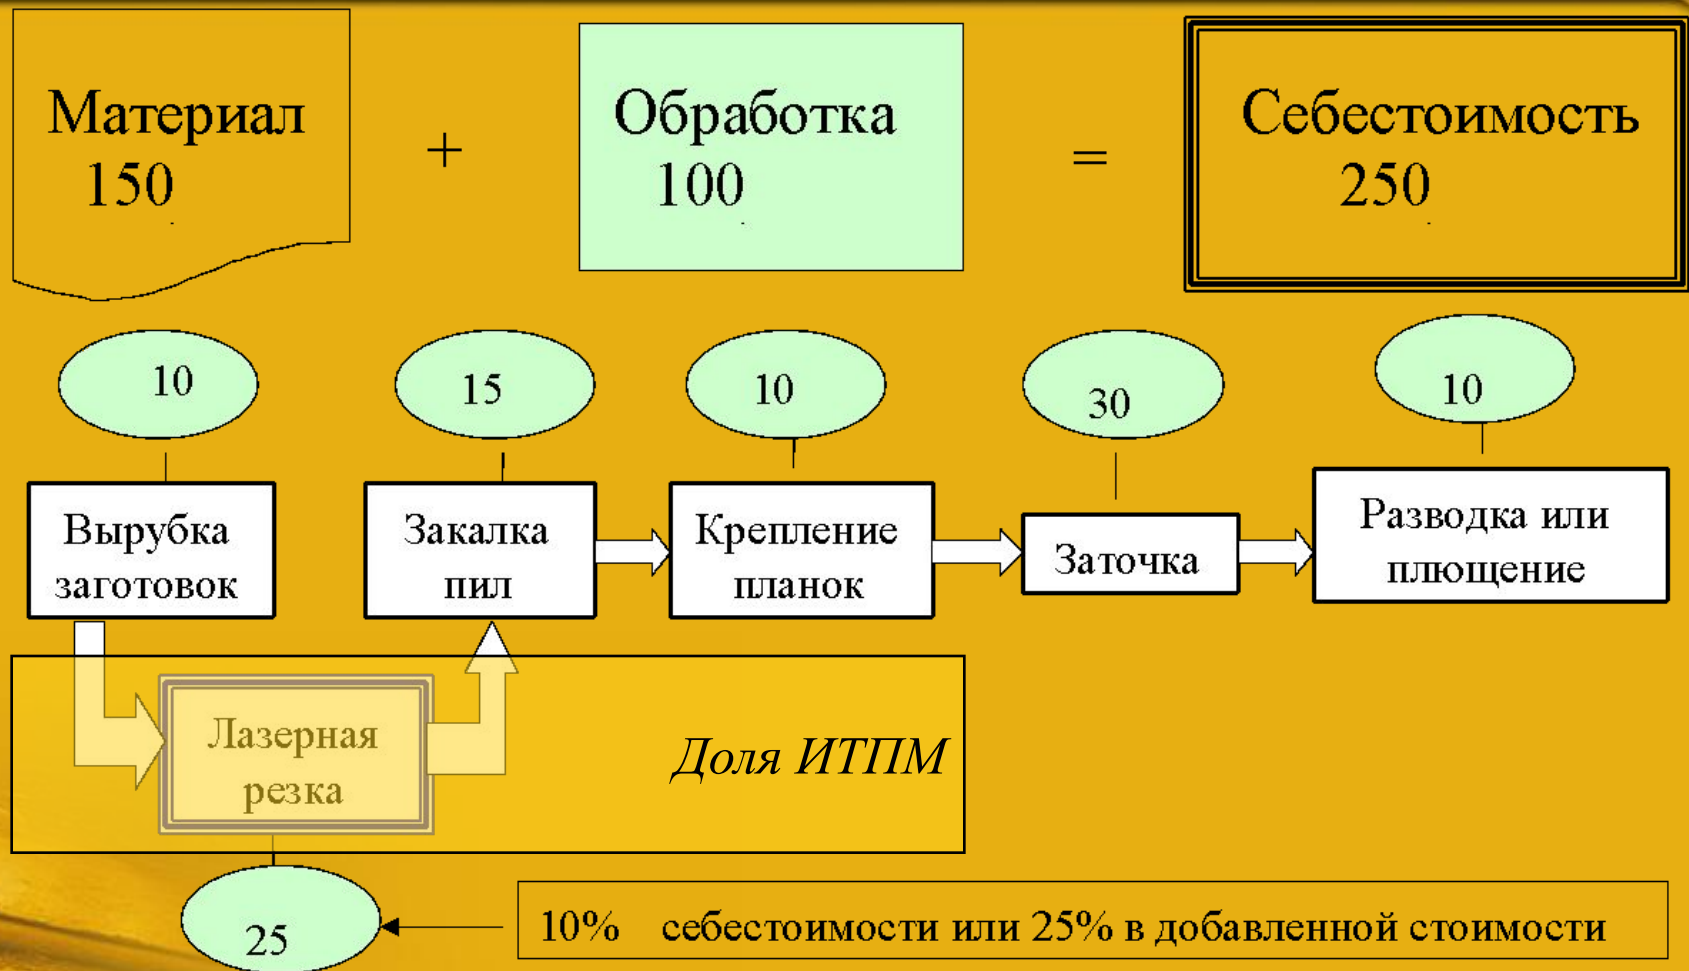 Материал
150
+
Обработка
100
=
Себестоимость
250
10
15
10
30
10
Вырубка
заготовок
Закалка
пил
Крепление
планок
Заточка
Разводка или
плющение
Лазерная
резка
Доля ИТПМ
25
10% себестоимости или 25% в добавленной стоимости